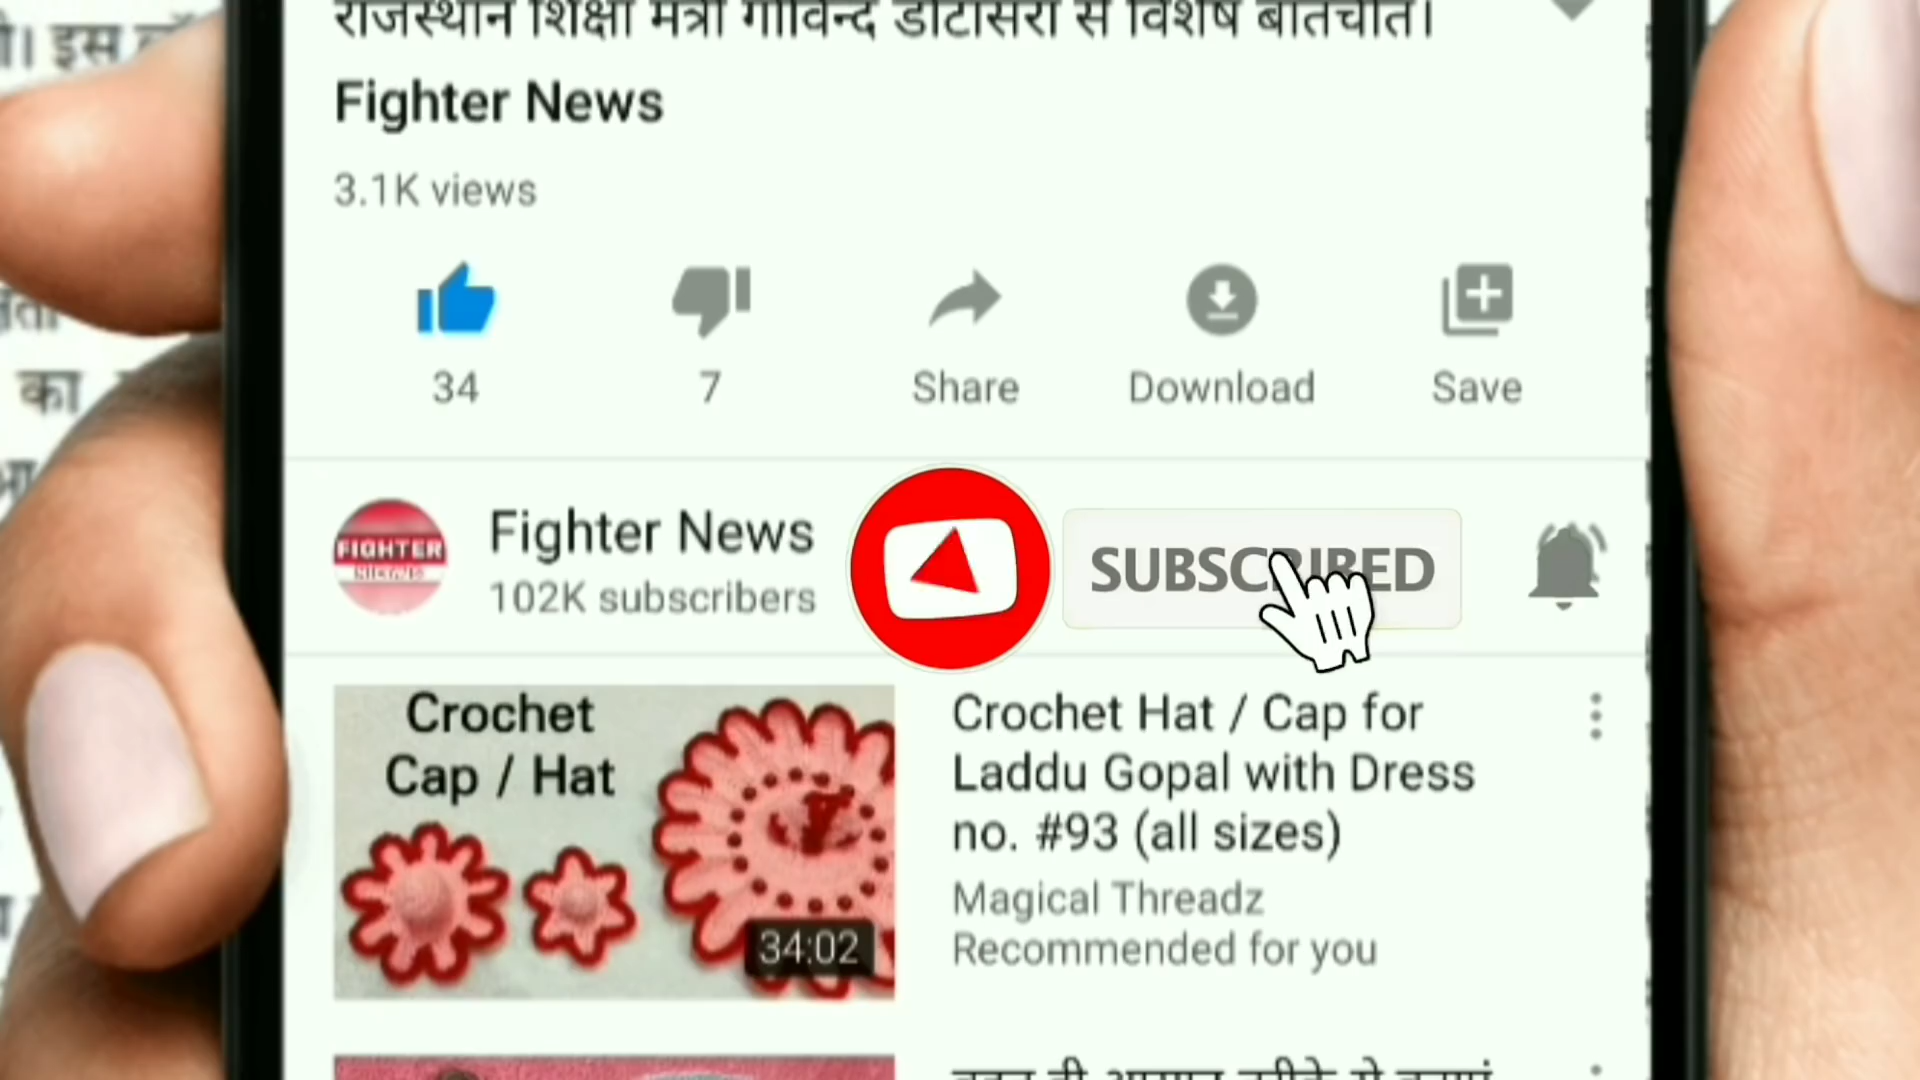 राजस्थान शिक्षा मंत्री गोविन्द डोटासरा से विशेष बातचीत।
Fighter News
3.1K views
34
7
Share
Download
Save
FIGHTER
Fighter News
102K subscribers
SUBSCRIBED
Crochet
Cap / Hat
34:02
Crochet Hat / Cap for
Laddu Gopal with Dress
no. #93 (all sizes)
Magical Threadz
Recommended for you
। इस
का